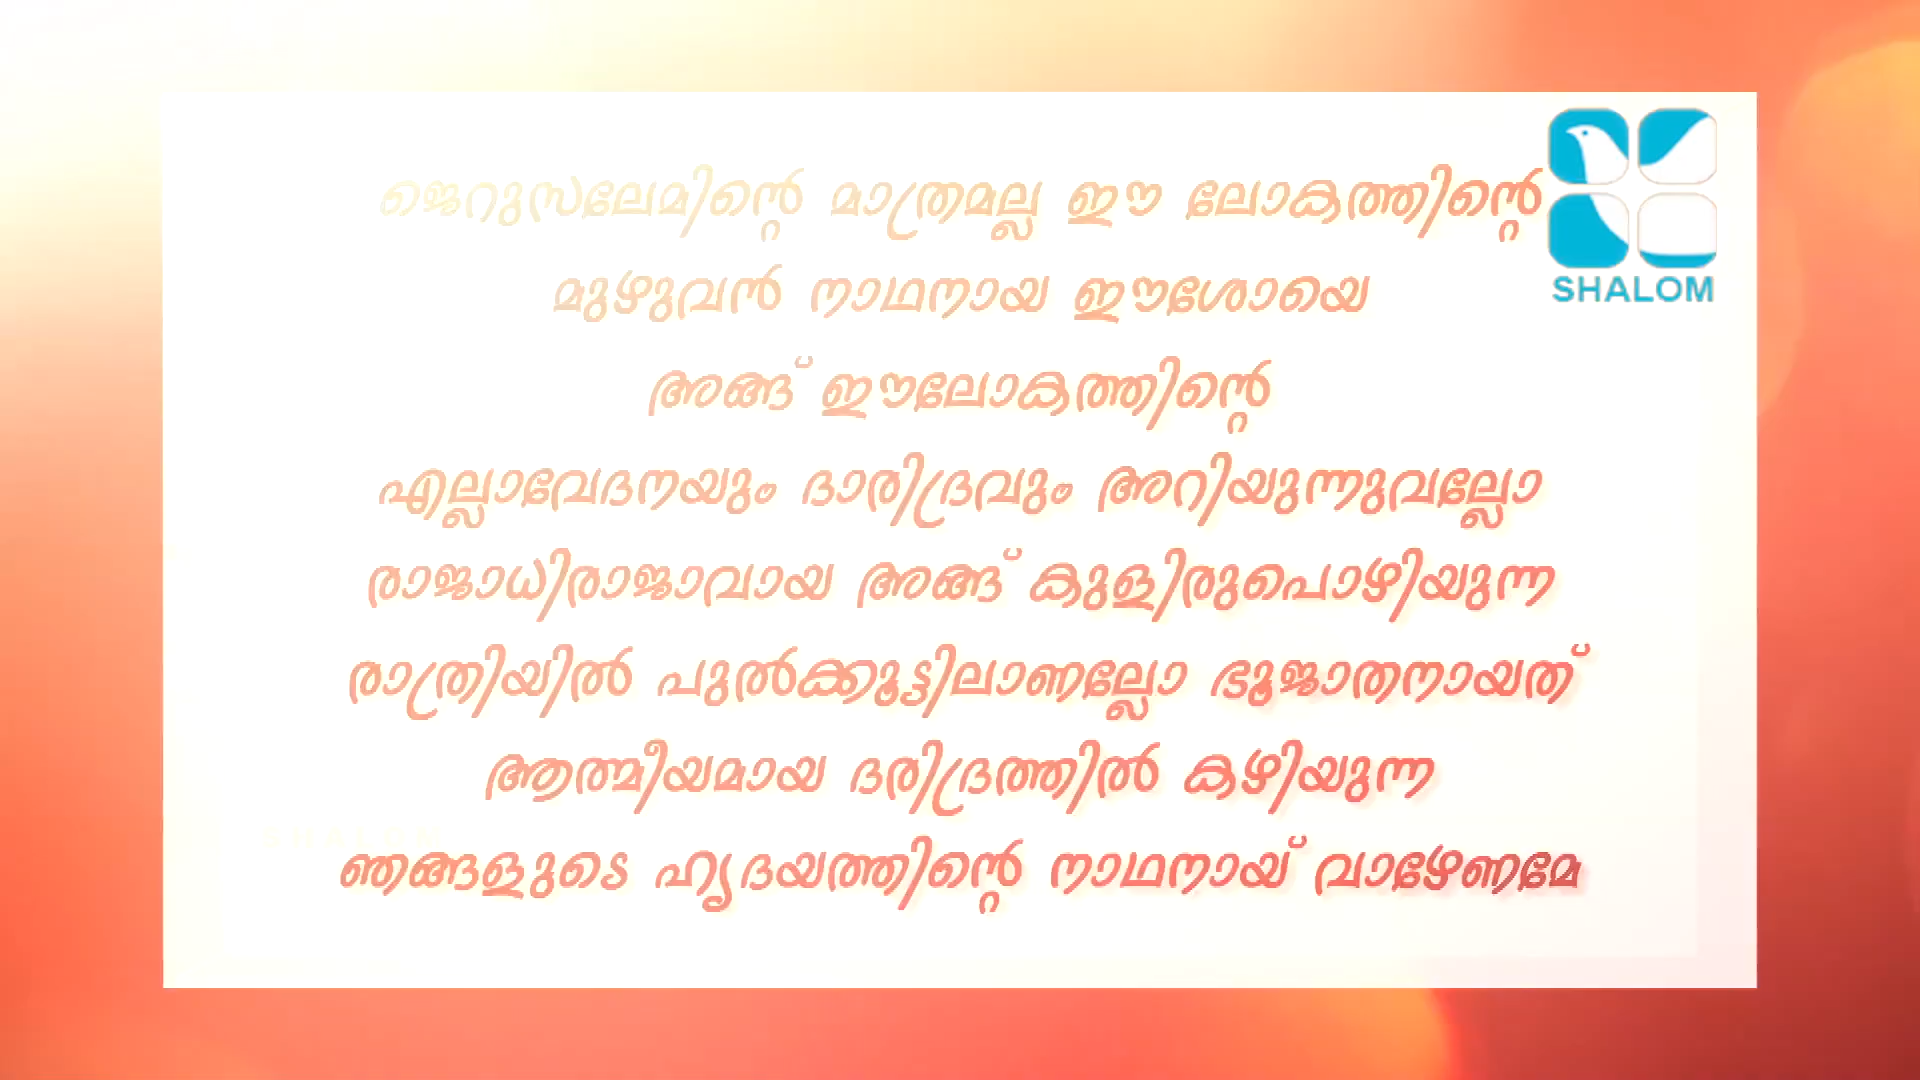 ജെറുസലേമിന്റെ മാത്രമല്ല ഈ ലോകത്തിന്റെ
മുഴുവൻ നാഥനായ ഈശോയെ
അങ്ങ് ഈലോകത്തിന്റെ
എല്ലാവേദനയും ദാരിദ്രവും അറിയുന്നുവല്ലോ
രാജാധിരാജാവായ അങ്ങ് കുളിരുപൊഴിയുന്ന
രാത്രിയിൽ പുൽക്കൂട്ടിലാണല്ലോ ഭൂജാതനായത്
ആത്മീയമായ ദരിദ്രത്തിൽ കഴിയുന്ന
ഞങ്ങളുടെ ഹൃദയത്തിന്റെ നാഥനായ് വാഴേണമേ
SHALOM